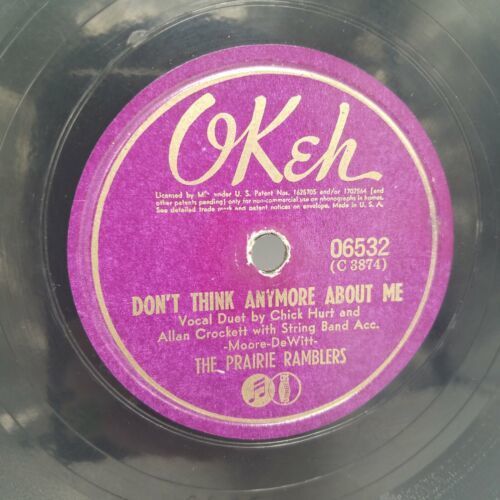 OKeh
Licensed by Mfr. under U. S. Patent Nos. 1625705 and/or 1702564 (and
other patents pending) only for non-commercial use on phonographs in homes.
See detailed trade mark and patent notices on envelope. Made in U. S. A.
06532
(C 3874)
DON'T THINK ANYMORE ABOUT ME
Vocal Duet by Chick Hurt and
Allan Crockett with String Band Acc.
-Moore-DeWitt-
THE PRAIRIE RAMBLERS